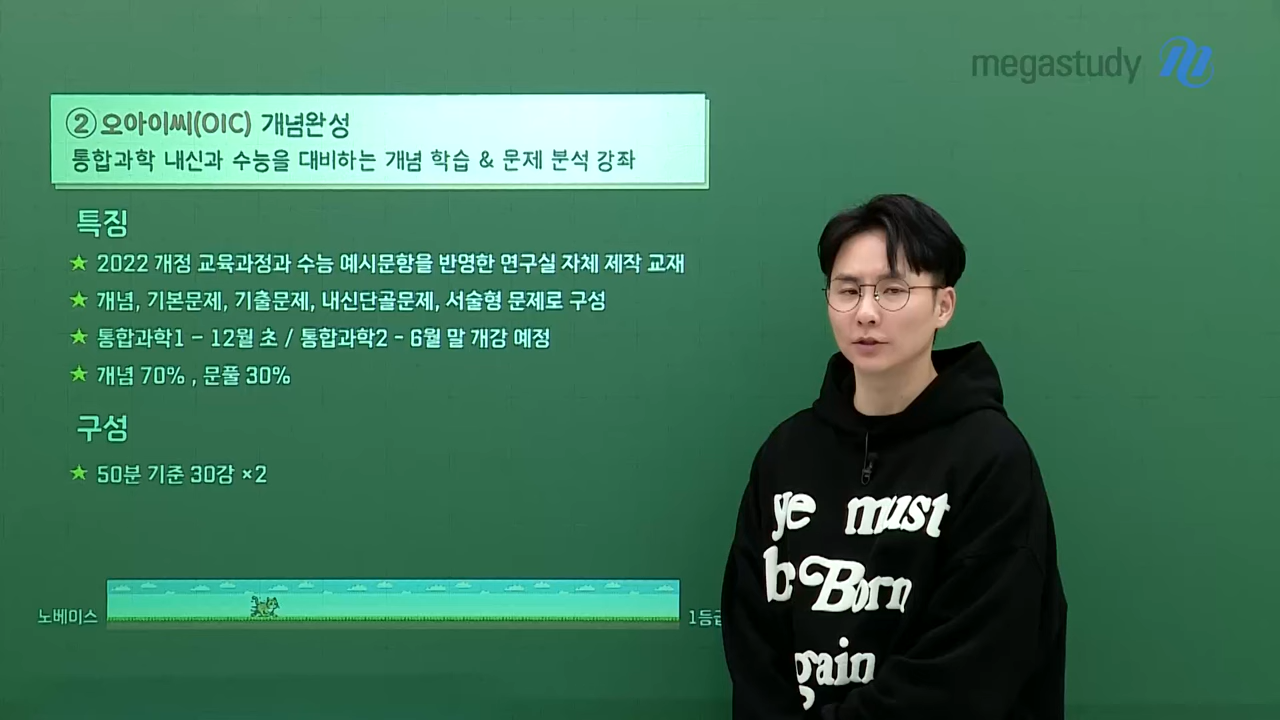 megastudy
②오아이씨(OIC) 개념완성
통합과학 내신과 수능을 대비하는 개념 학습 & 문제 분석 강좌
특징
★ 2022 개정 교육과정과 수능 예시문항을 반영한 연구실 자체 제작 교재
★ 개념, 기본문제, 기출문제, 내신단골문제, 서술형 문제로 구성
★ 통합과학1 - 12월 초 / 통합과학2 - 6월 말 개강 예정
★ 개념 70% , 문풀 30%
구성
★ 50분 기준 30강 ×2
노베이스
1등급
ye must
be Born
gain